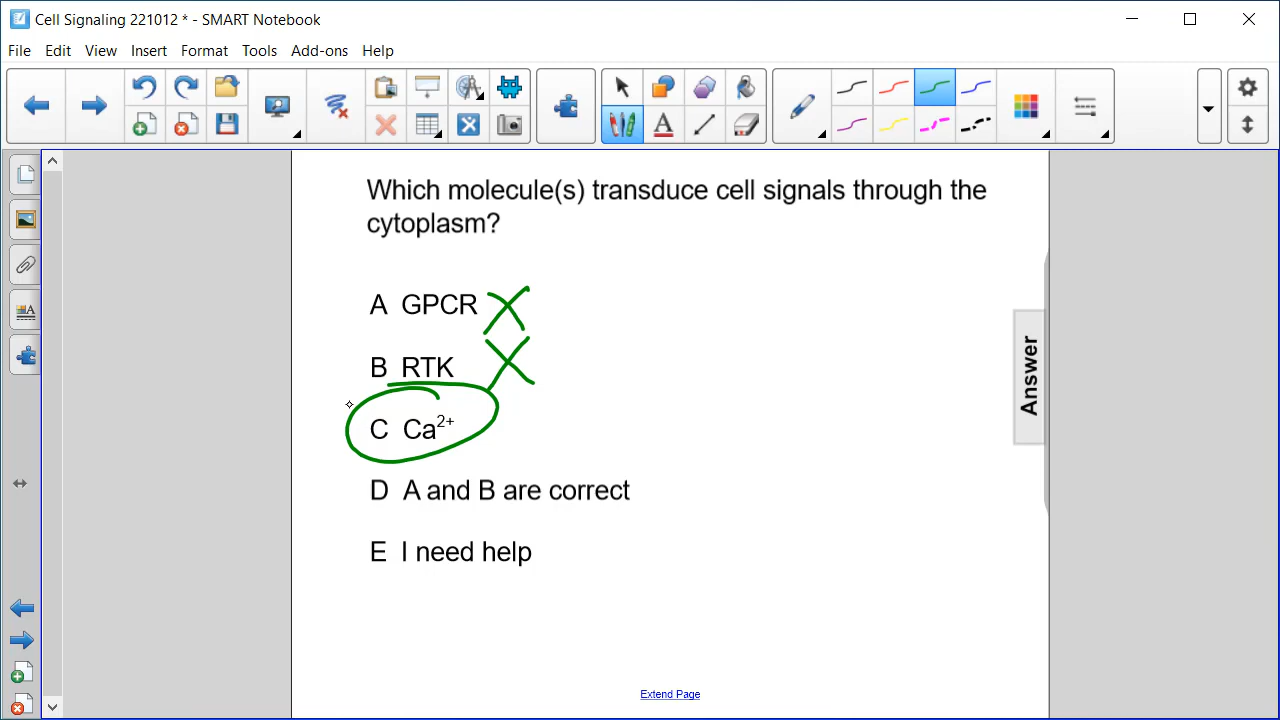 Cell Signaling 221012 * - SMART Notebook
File Edit View Insert Format Tools Add-ons Help
Which molecule(s) transduce cell signals through the
cytoplasm?
A GPCR
B RTK
C Ca²⁺
D A and B are correct
E I need help
Answer
Extend Page